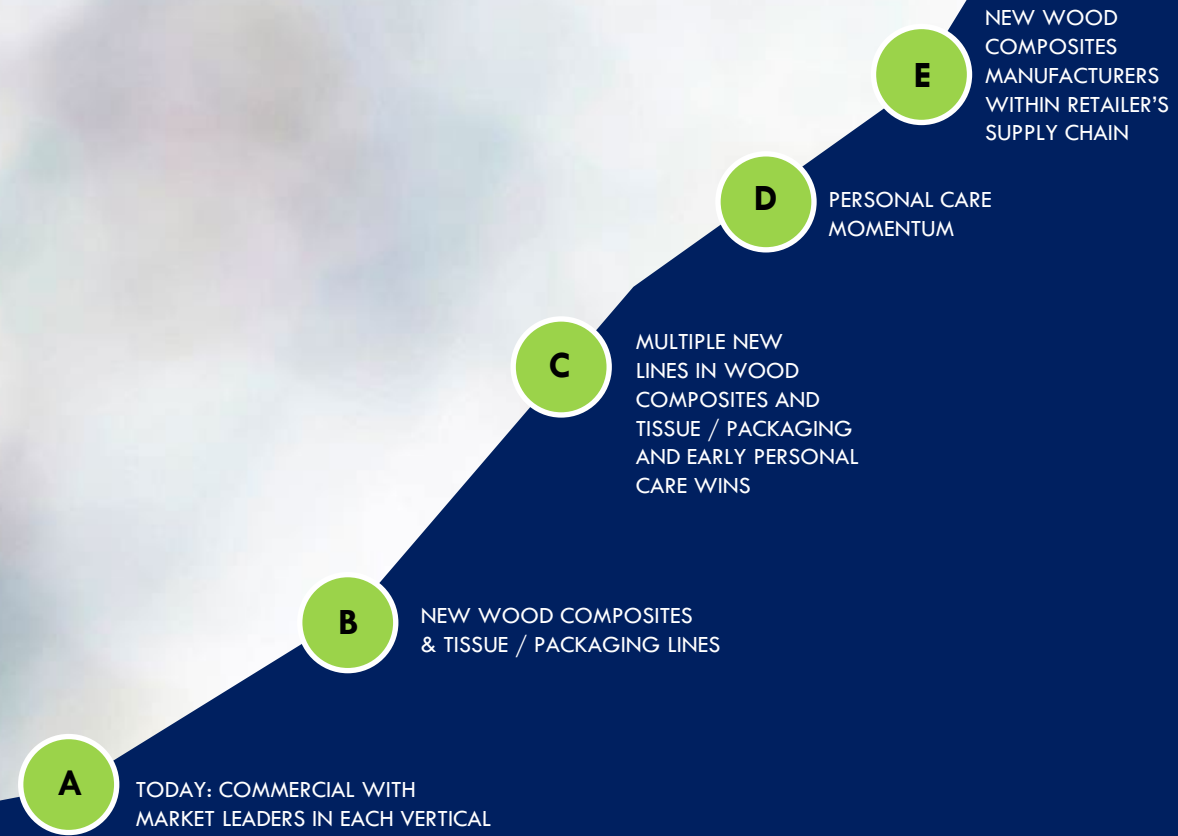 E
NEW WOOD
COMPOSITES
MANUFACTURERS
WITHIN RETAILER'S
SUPPLY CHAIN
D
PERSONAL CARE
MOMENTUM
C
MULTIPLE NEW
LINES IN WOOD
COMPOSITES AND
TISSUE / PACKAGING
AND EARLY PERSONAL
CARE WINS
B
NEW WOOD COMPOSITES
& TISSUE / PACKAGING LINES
A
TODAY: COMMERCIAL WITH
MARKET LEADERS IN EACH VERTICAL